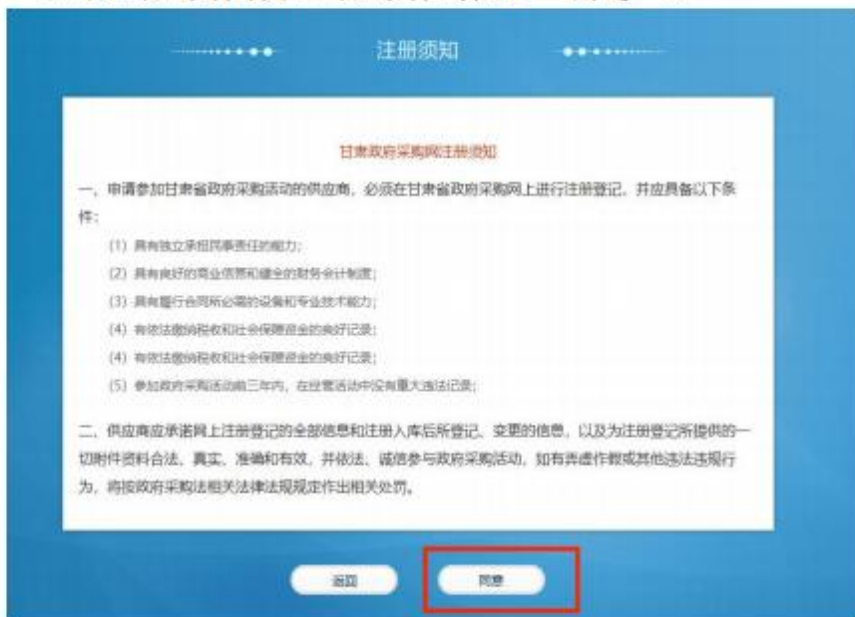 注册须知
甘肃政府采购网注册须知
一、申请参加甘肃省政府采购活动的供应商，必须在甘肃省政府采购网上进行注册登记，并应具备以下条
件：
(1) 具有独立承担民事责任的能力；
(2) 具有良好的商业信誉和健全的财务会计制度；
(3) 具有履行合同所必需的设备和专业技术能力；
(4) 有依法缴纳税收和社会保障资金的良好记录；
(4) 有依法缴纳税收和社会保障资金的良好记录；
(5) 参加政府采购活动前三年内，在经营活动中没有重大违法记录；
二、供应商应承诺网上注册登记的全部信息和注册入库后所登记、变更的信息，以及为注册登记所提供的一
切附件资料合法、真实、准确和有效，并依法、诚信参与政府采购活动，如有弄虚作假或其他违法违规行
为，将按政府采购法相关法律法规规定作出相关处罚。
返回
同意